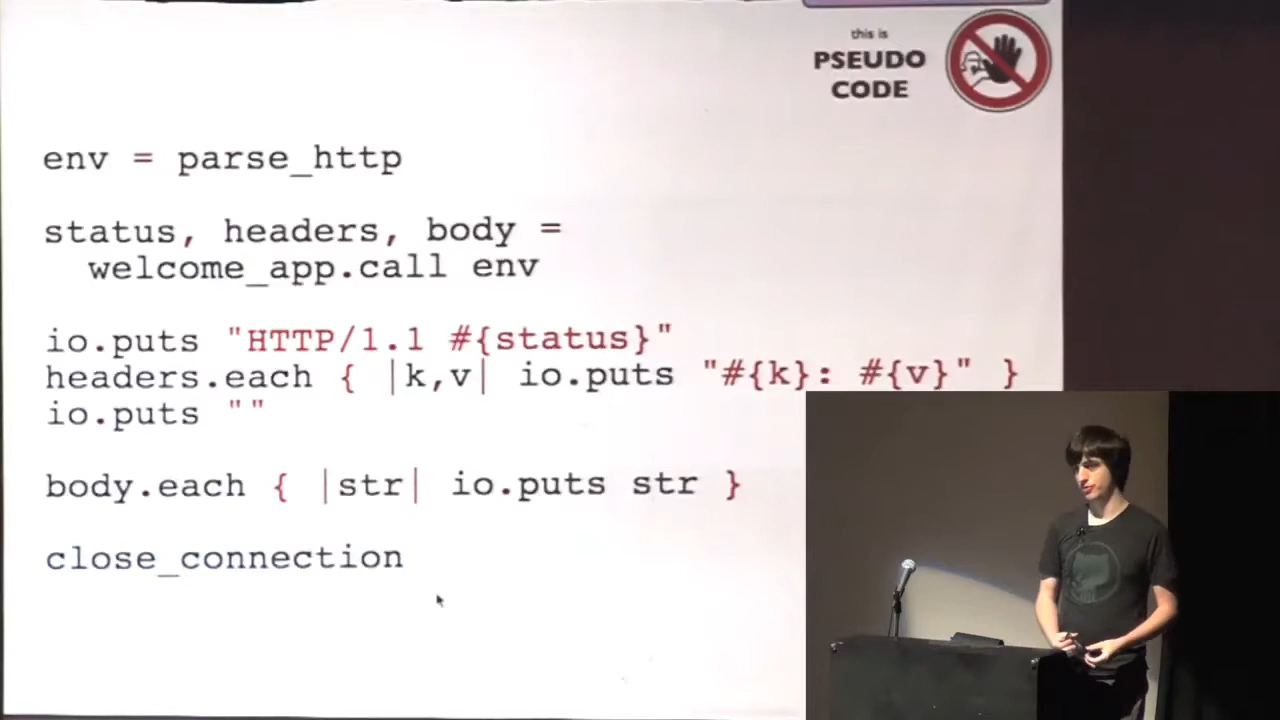 this is
PSEUDO
CODE
env = parse_http
status, headers, body =
welcome_app.call env
io.puts "HTTP/1.1 #{status}"
headers.each { |k,v| io.puts "#{k}: #{v}" }
io.puts ""
body.each { |str| io.puts str }
close_connection